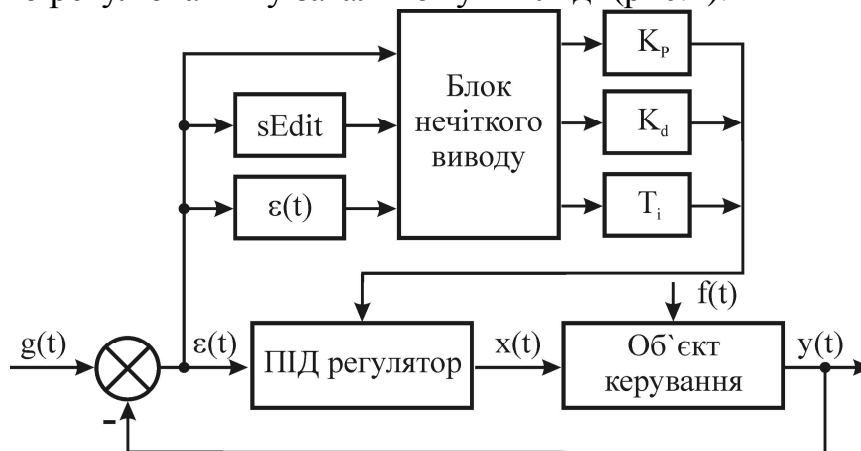 K_P
sEdit
Блок
нечіткого
виводу
K_d
ε(t)
T_i
f(t)
g(t)
ε(t)
ПІД регулятор
x(t)
Об`єкт
керування
y(t)
-